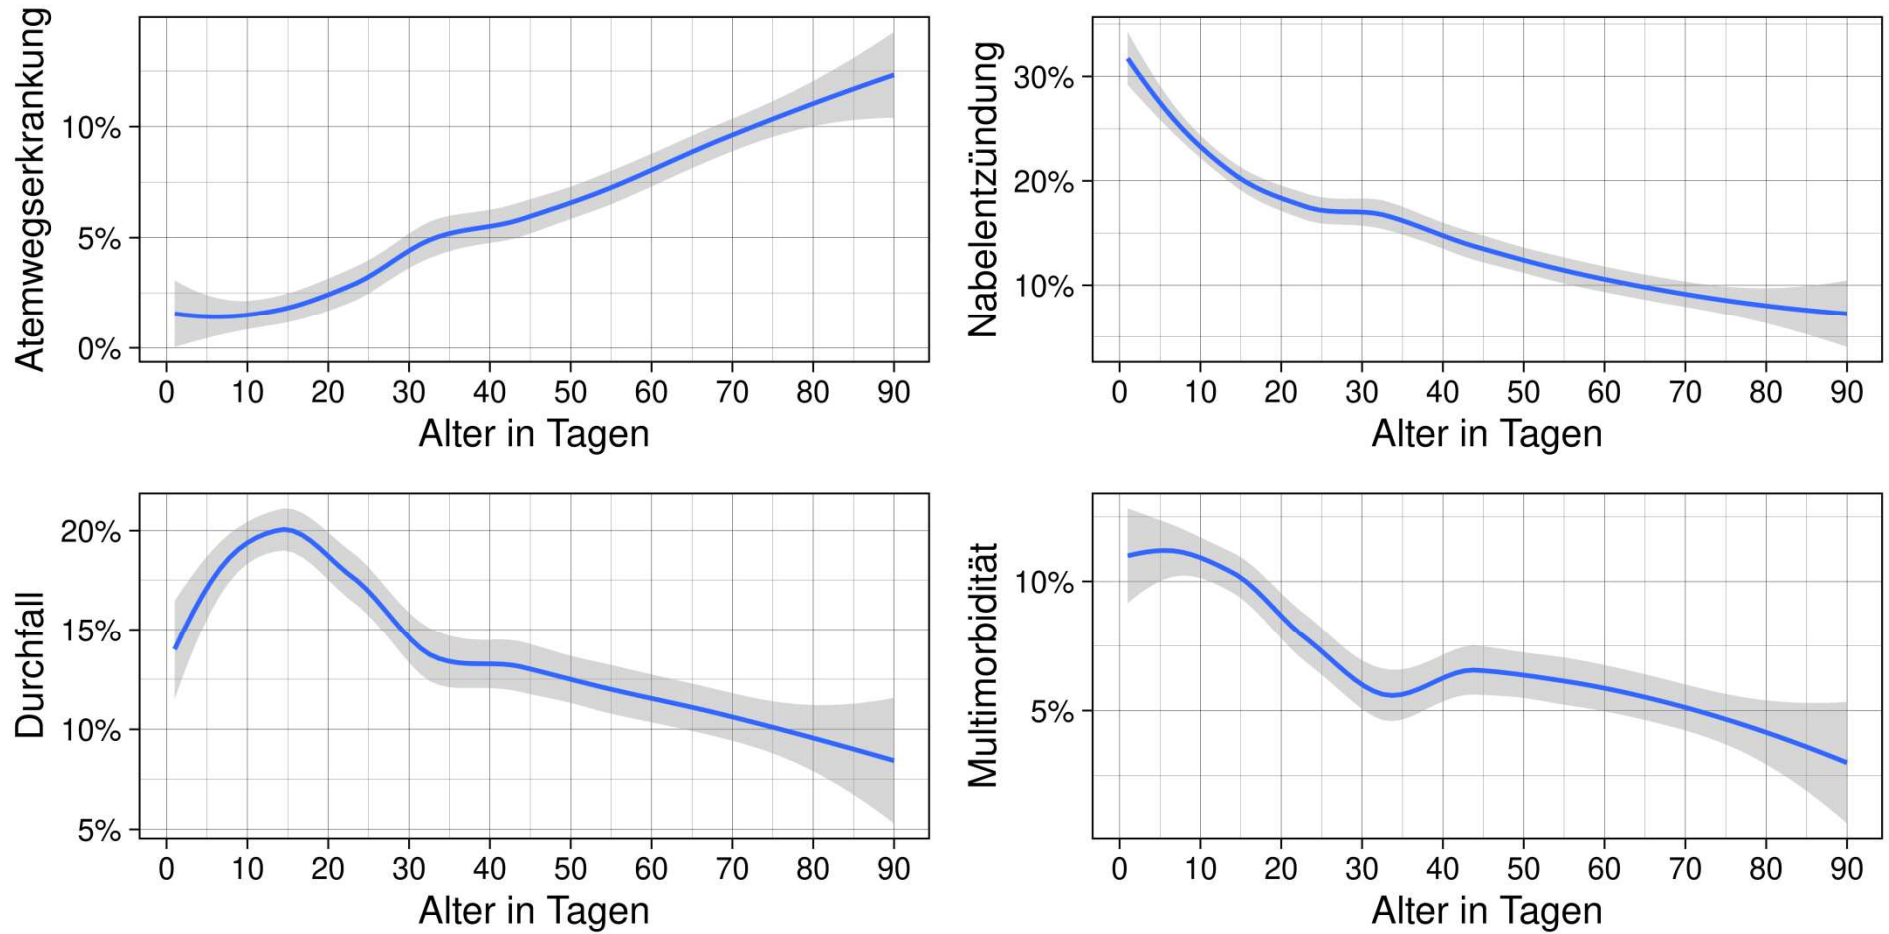 Atemwegserkrankung
10%
5%
0%
0 10 20 30 40 50 60 70 80 90
Alter in Tagen
Nabelentzündung
30%
20%
10%
0 10 20 30 40 50 60 70 80 90
Alter in Tagen
Durchfall
20%
15%
10%
5%
0 10 20 30 40 50 60 70 80 90
Alter in Tagen
Multimorbidität
10%
5%
0 10 20 30 40 50 60 70 80 90
Alter in Tagen